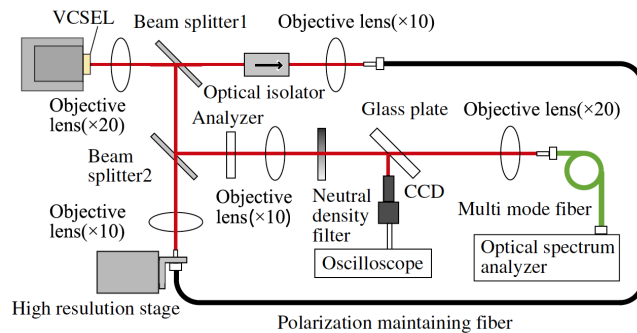 VCSEL
Beam splitter1
Objective lens(×10)
Objective
lens(×20)
Optical isolator
Analyzer
Glass plate
Objective lens(×20)
Beam
splitter2
Objective
lens(×10)
Neutral
density
filter
CCD
Multi mode fiber
Objective
lens(×10)
Oscilloscope
Optical spectrum
analyzer
High resulution stage
Polarization maintaining fiber